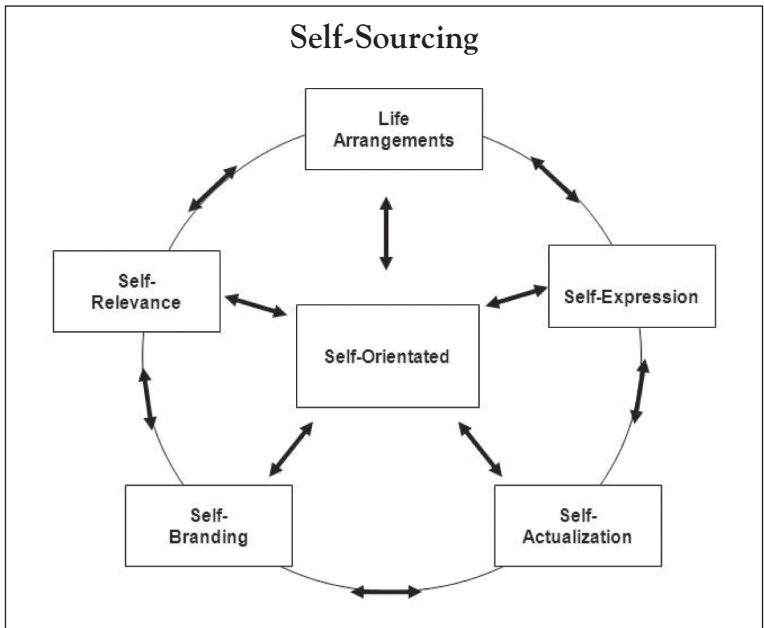 Self-Sourcing
Life
Arrangements
Self-
Relevance
Self-Expression
Self-Orientated
Self-
Branding
Self-
Actualization